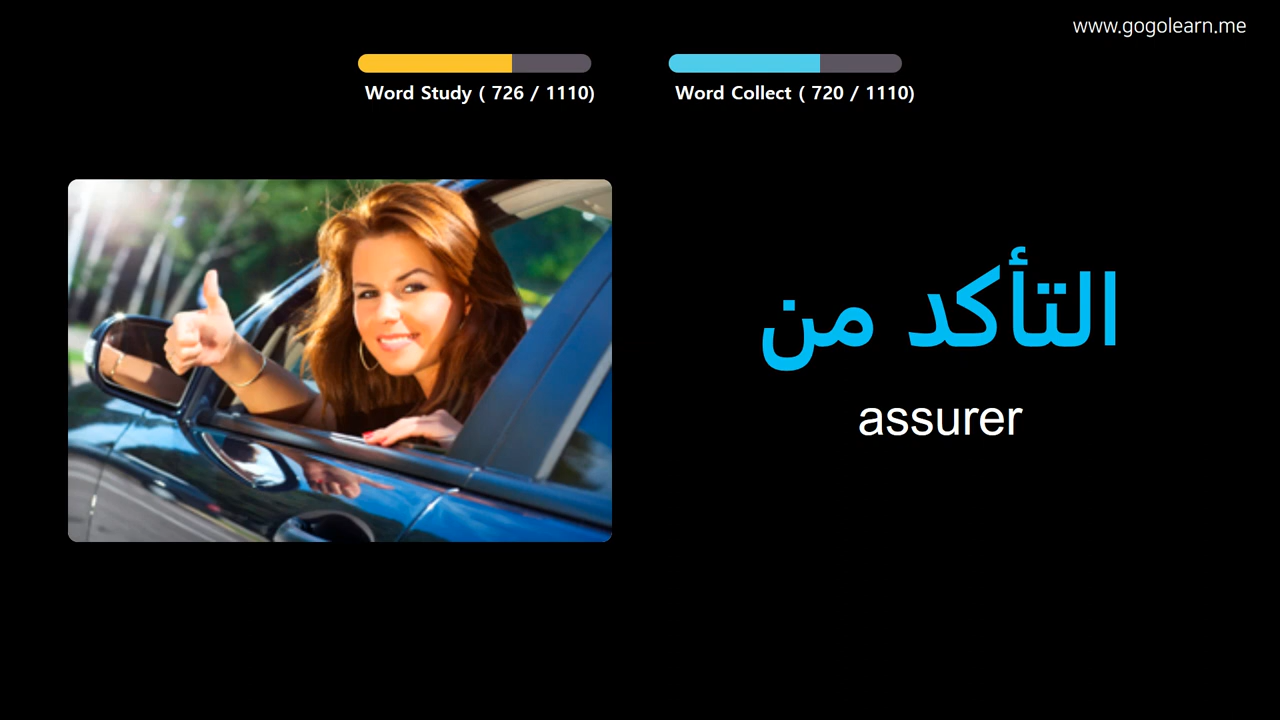 www.gogolearn.me
Word Study ( 726 / 1110)
Word Collect ( 720 / 1110)
التأكد من
assurer